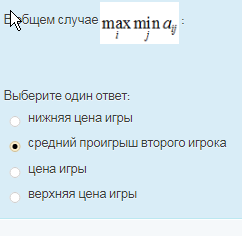 В общем случае max min a_ij :
i j
Выберите один ответ:
нижняя цена игры
средний проигрыш второго игрока
цена игры
верхняя цена игры